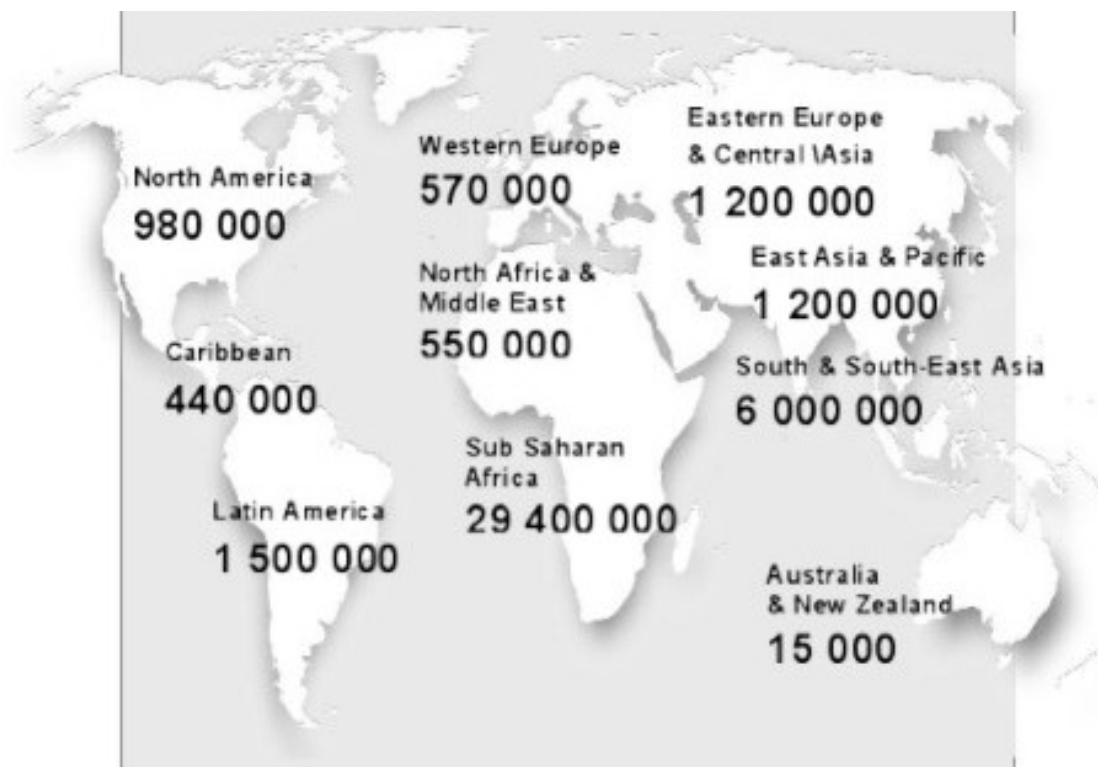 North America
980 000
Western Europe
570 000
Eastern Europe
& Central \Asia
1 200 000
North Africa &
Middle East
550 000
East Asia & Pacific
1 200 000
Caribbean
440 000
South & South-East Asia
6 000 000
Sub Saharan
Africa
29 400 000
Latin America
1 500 000
Australia
& New Zealand
15 000